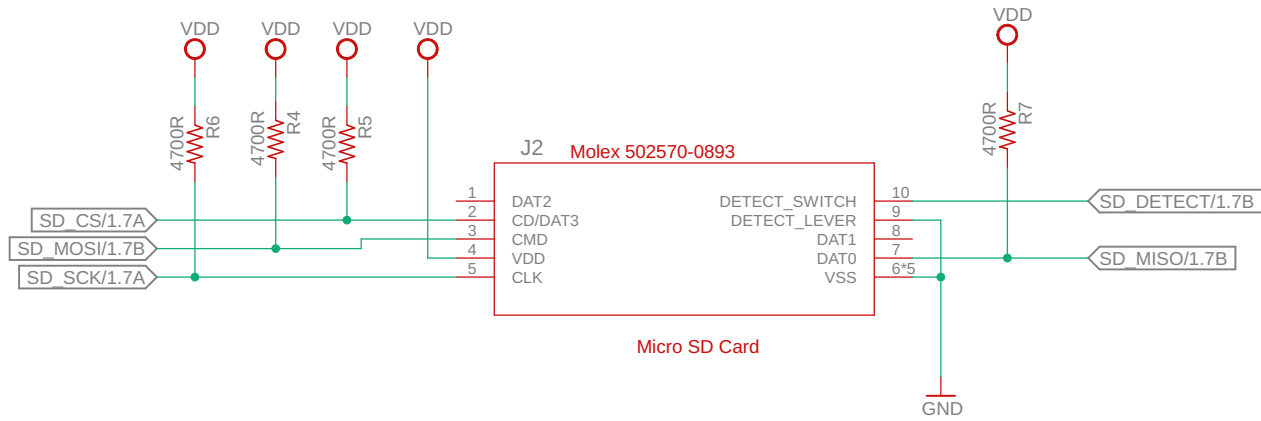 VDD
VDD
VDD
VDD
VDD
4700R
R6
4700R
R4
4700R
R5
4700R
R7
J2
Molex 502570-0893
1
DAT2
DETECT_SWITCH
10
SD_DETECT/1.7B
SD_CS/1.7A
2
CD/DAT3
DETECT_LEVER
9
SD_MOSI/1.7B
3
CMD
DAT1
8
4
VDD
DAT0
7
SD_MISO/1.7B
SD_SCK/1.7A
5
CLK
VSS
6*5
Micro SD Card
GND